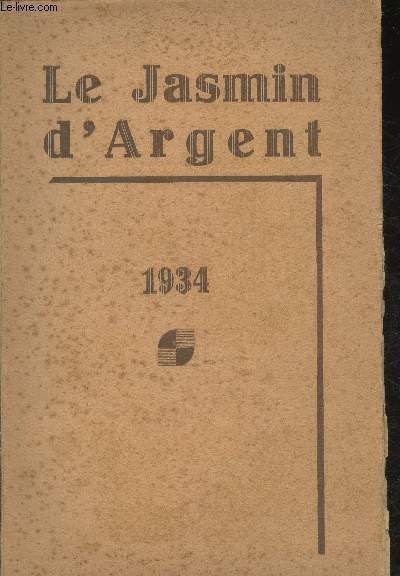 Le-livre.com
Le Jasmin
d'Argent
1934